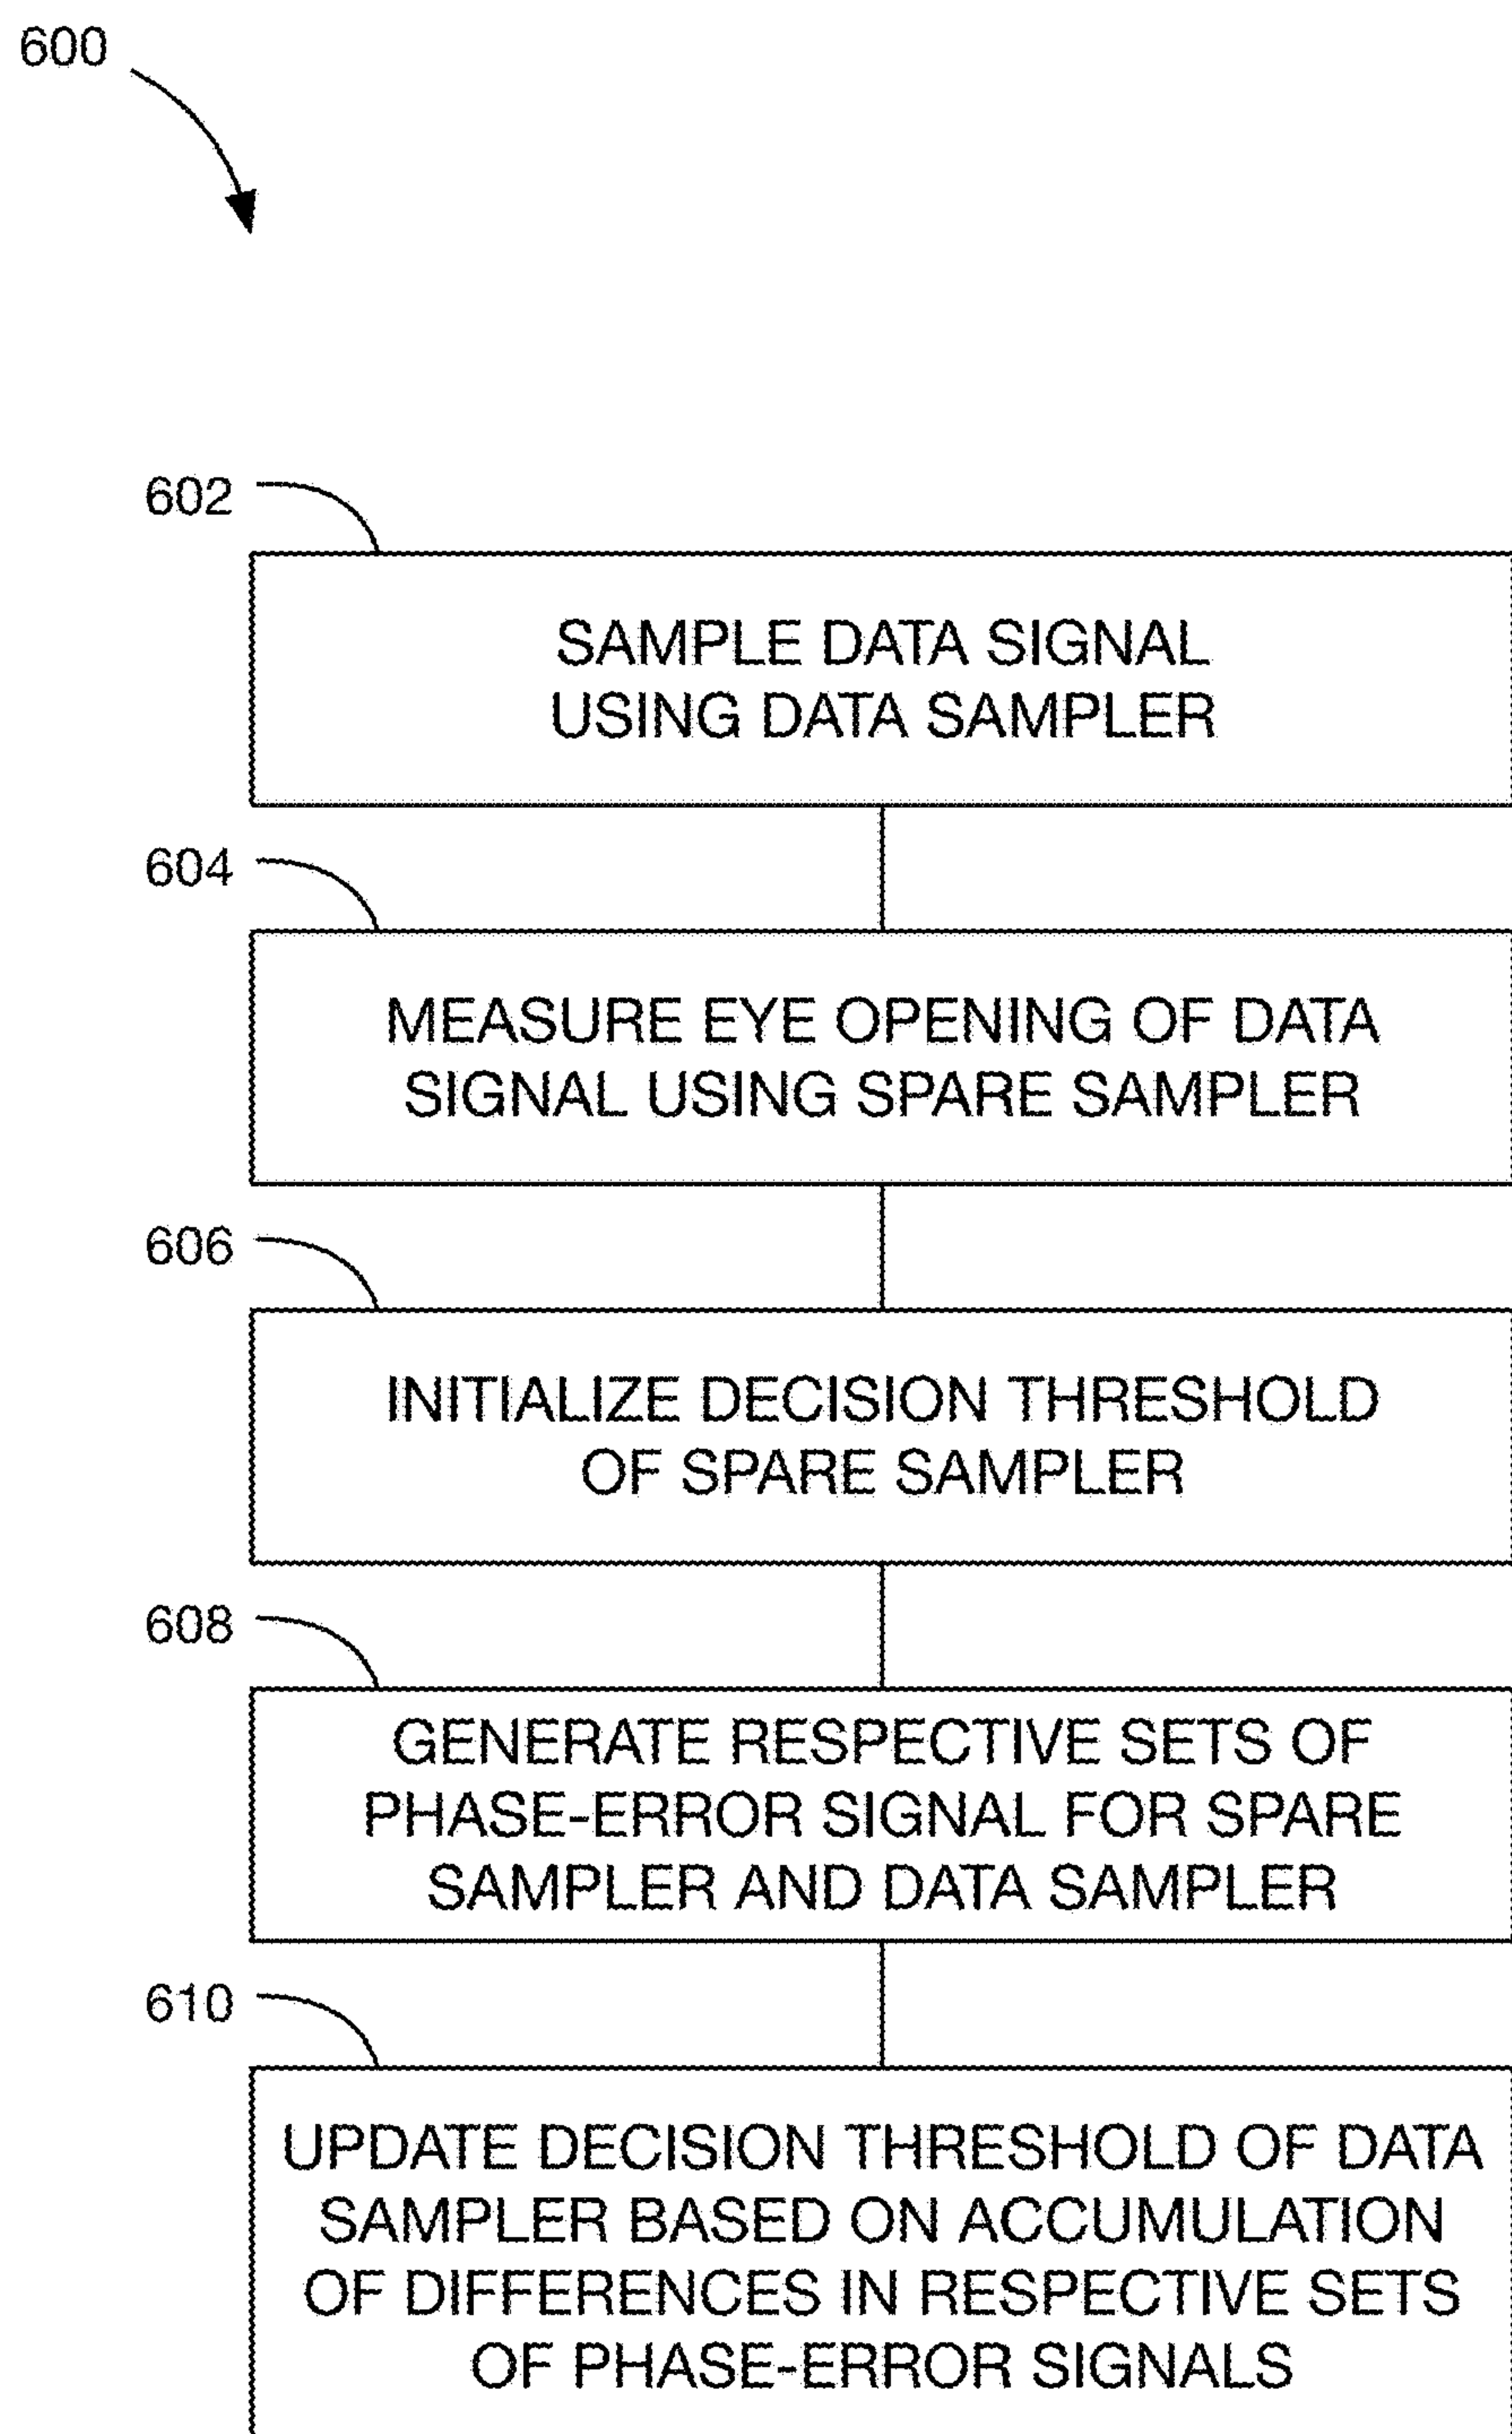 600
602
SAMPLE DATA SIGNAL
USING DATA SAMPLER
604
MEASURE EYE OPENING OF DATA
SIGNAL USING SPARE SAMPLER
606
INITIALIZE DECISION THRESHOLD
OF SPARE SAMPLER
608
GENERATE RESPECTIVE SETS OF
PHASE-ERROR SIGNAL FOR SPARE
SAMPLER AND DATA SAMPLER
610
UPDATE DECISION THRESHOLD OF DATA
SAMPLER BASED ON ACCUMULATION
OF DIFFERENCES IN RESPECTIVE SETS
OF PHASE-ERROR SIGNALS